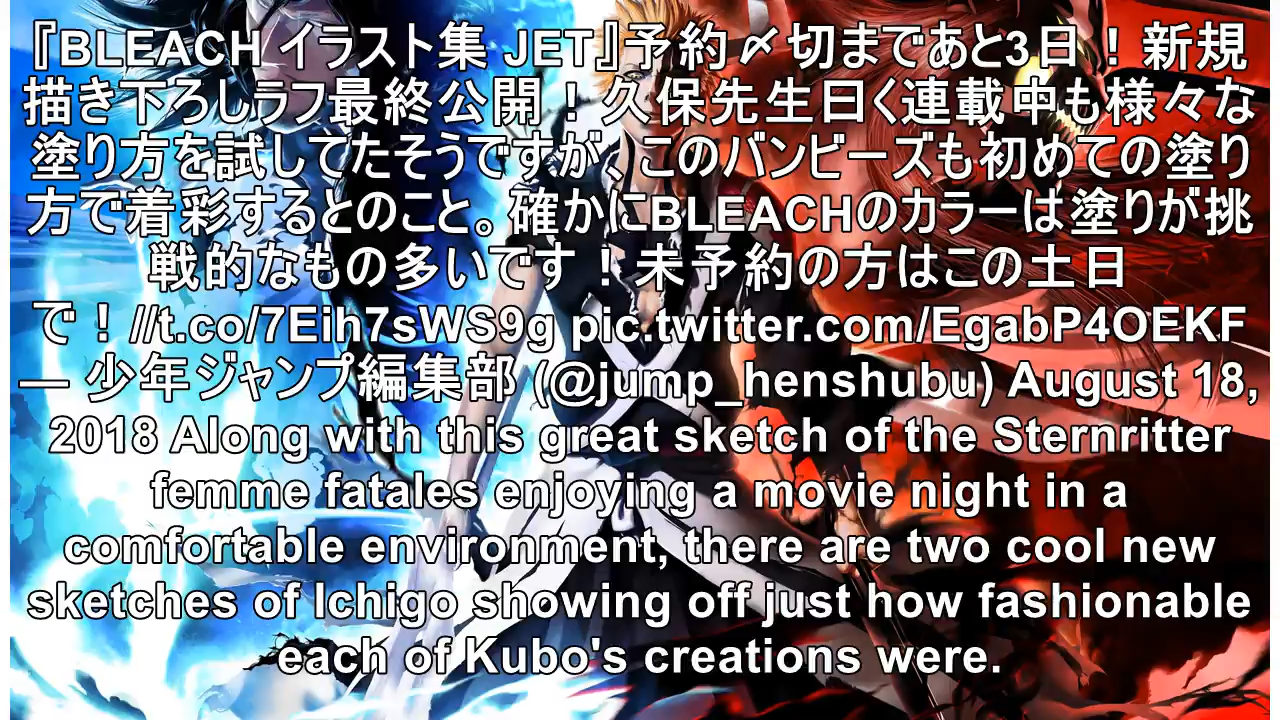 『BLEACH イラスト集 JET』予約〆切まであと3日！新規
描き下ろしラフ最終公開！久保先生曰く連載中も様々な
塗り方を試してたそうですが、このバンビーズも初めての塗り
方で着彩するとのこと。確かにBLEACHのカラーは塗りが挑
戦的なもの多いです！未予約の方はこの土日
で！//t.co/7Eih7sWS9g pic.twitter.com/EgabP4OEKF
— 少年ジャンプ編集部 (@jump_henshubu) August 18,
2018 Along with this great sketch of the Sternritter
femme fatales enjoying a movie night in a
comfortable environment, there are two cool new
sketches of Ichigo showing off just how fashionable
each of Kubo's creations were.